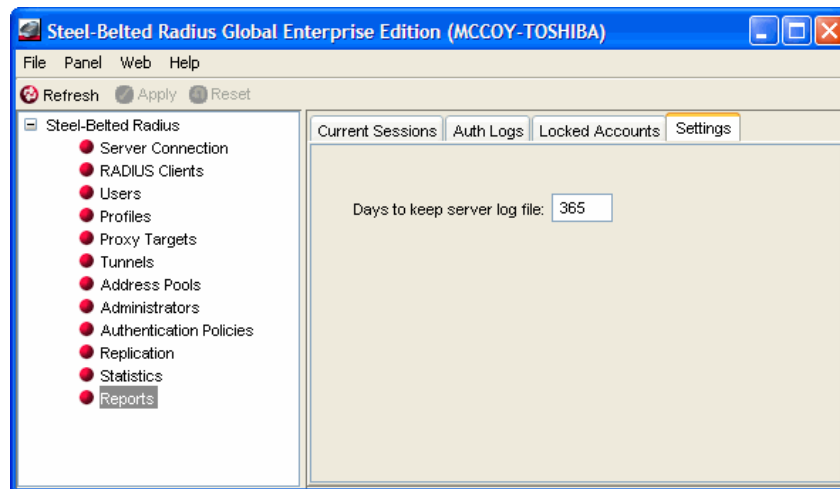 Steel-Belted Radius Global Enterprise Edition (MCCOY-TOSHIBA)
File Panel Web Help
Refresh Apply Reset
Steel-Belted Radius
Server Connection
RADIUS Clients
Users
Profiles
Proxy Targets
Tunnels
Address Pools
Administrators
Authentication Policies
Replication
Statistics
Reports
Current Sessions Auth Logs Locked Accounts Settings
Days to keep server log file: 365